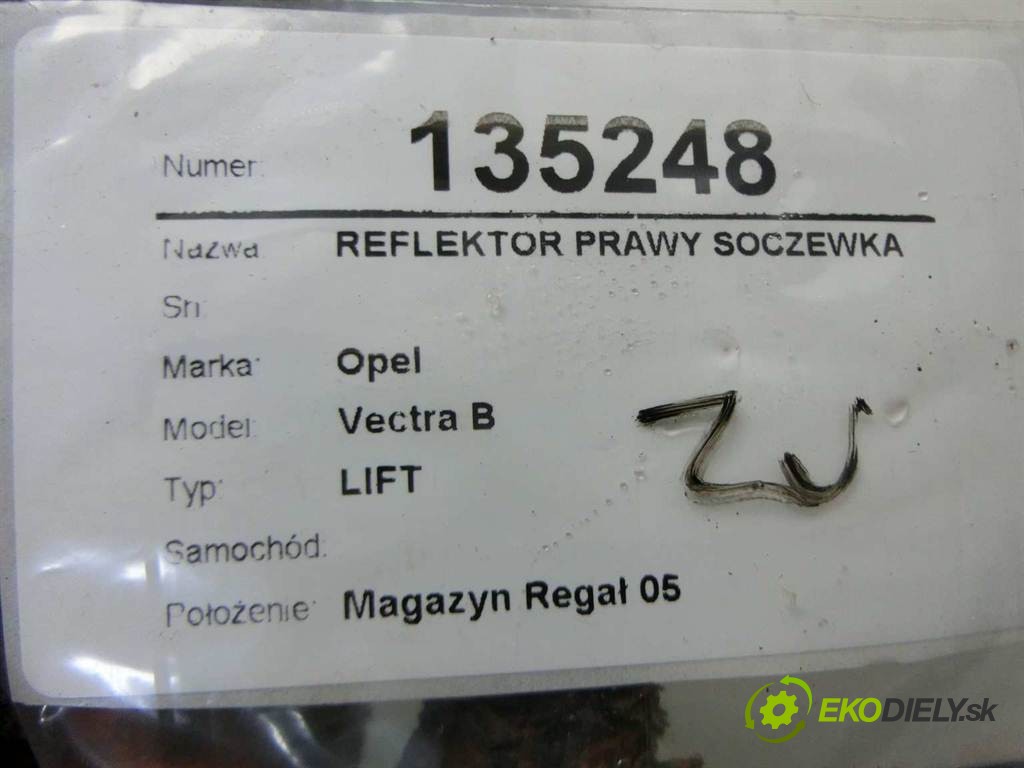 Numer: 135248
Nazwa: REFLEKTOR PRAWY SOCZEWKA
Sn:
Marka: Opel
Model: Vectra B
Typ: LIFT
Samochód:
Położenie: Magazyn Regał 05
EKODIELY.sk